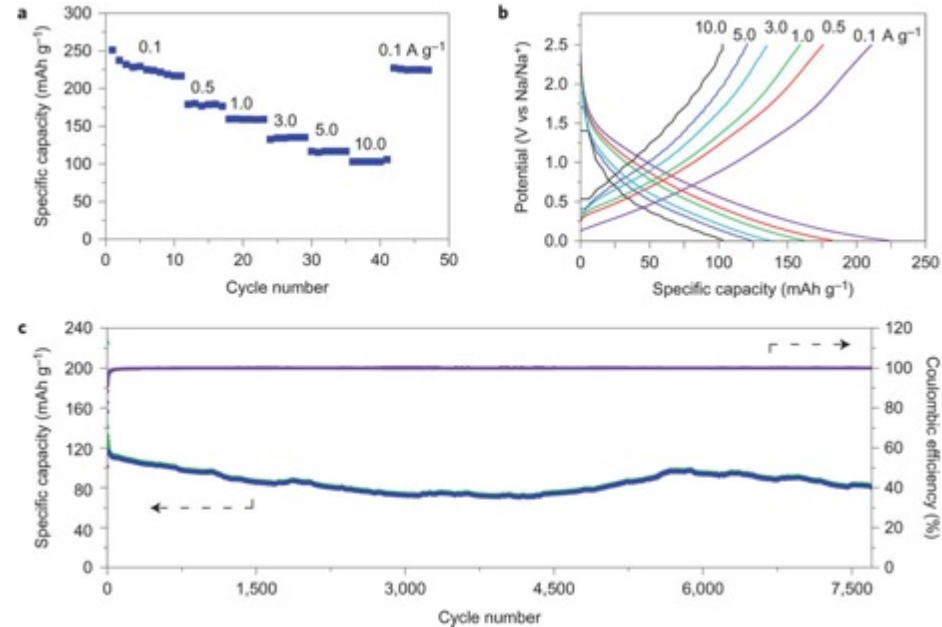 a
300
250
200
150
100
50
0
Specific capacity (mAh g⁻¹)
0.1
0.5
1.0
3.0
5.0
10.0
0.1 A g⁻¹
0 10 20 30 40 50
Cycle number
b
2.5
2.0
1.5
1.0
0.5
0.0
Potential (V vs Na/Na⁺)
10.0 5.0 3.0 1.0 0.5 0.1 A g⁻¹
0 50 100 150 200 250
Specific capacity (mAh g⁻¹)
c
240
200
160
120
80
40
0
Specific capacity (mAh g⁻¹)
120
100
80
60
40
20
0
Coulombic efficiency (%)
0 1,500 3,000 4,500 6,000 7,500
Cycle number